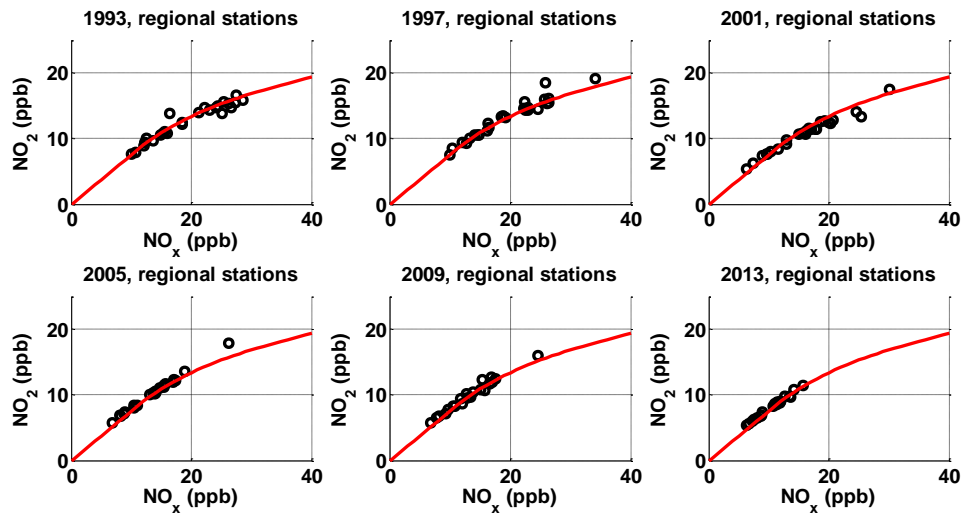 1993, regional stations
1997, regional stations
2001, regional stations
NO2 (ppb)
20
10
0
0 20 40
NOx (ppb)
NO2 (ppb)
20
10
0
0 20 40
NOx (ppb)
NO2 (ppb)
20
10
0
0 20 40
NOx (ppb)
2005, regional stations
2009, regional stations
2013, regional stations
NO2 (ppb)
20
10
0
0 20 40
NOx (ppb)
NO2 (ppb)
20
10
0
0 20 40
NOx (ppb)
NO2 (ppb)
20
10
0
0 20 40
NOx (ppb)